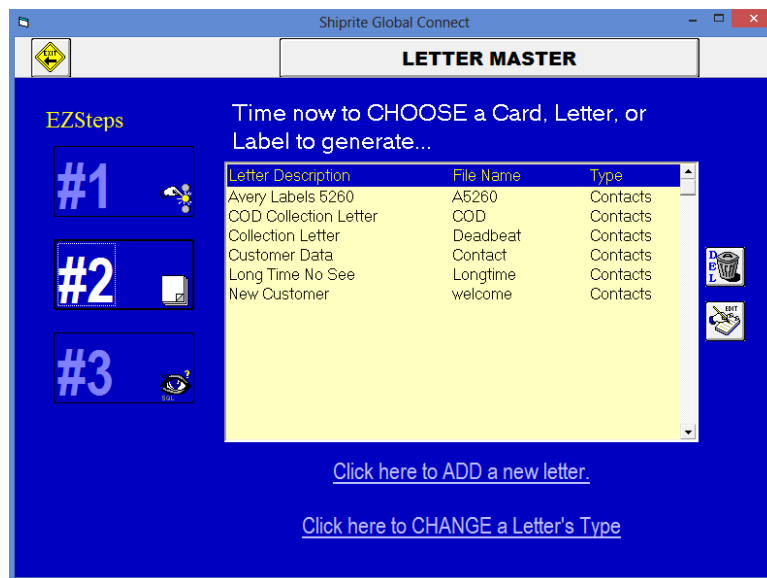 Shiprite Global Connect
EXIT
LETTER MASTER
EZSteps
Time now to CHOOSE a Card, Letter, or
Label to generate...
#1
#2
#3
SQL
?
Letter Description File Name Type
Avery Labels 5260 A5260 Contacts
COD Collection Letter COD Contacts
Collection Letter Deadbeat Contacts
Customer Data Contact Contacts
Long Time No See Longtime Contacts
New Customer welcome Contacts
DEL
EDIT
Click here to ADD a new letter.
Click here to CHANGE a Letter's Type